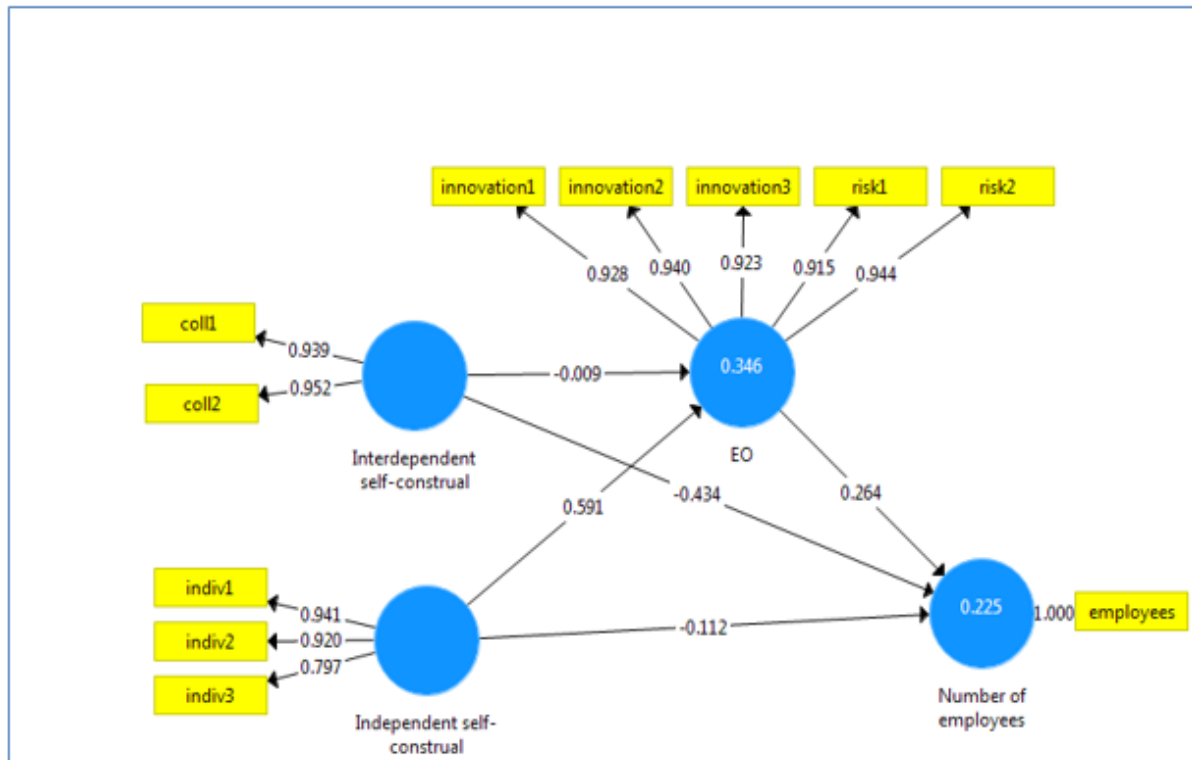 innovation1 innovation2 innovation3 risk1 risk2
0.928 0.940 0.923 0.915 0.944
coll1
0.939
coll2
0.952
0.346
-0.009
EO
Interdependent
self-construal
-0.434
0.264
0.591
indiv1
0.941
indiv2
0.920
indiv3
0.797
-0.112
0.225
1.000
employees
Independent self-
construal
Number of
employees